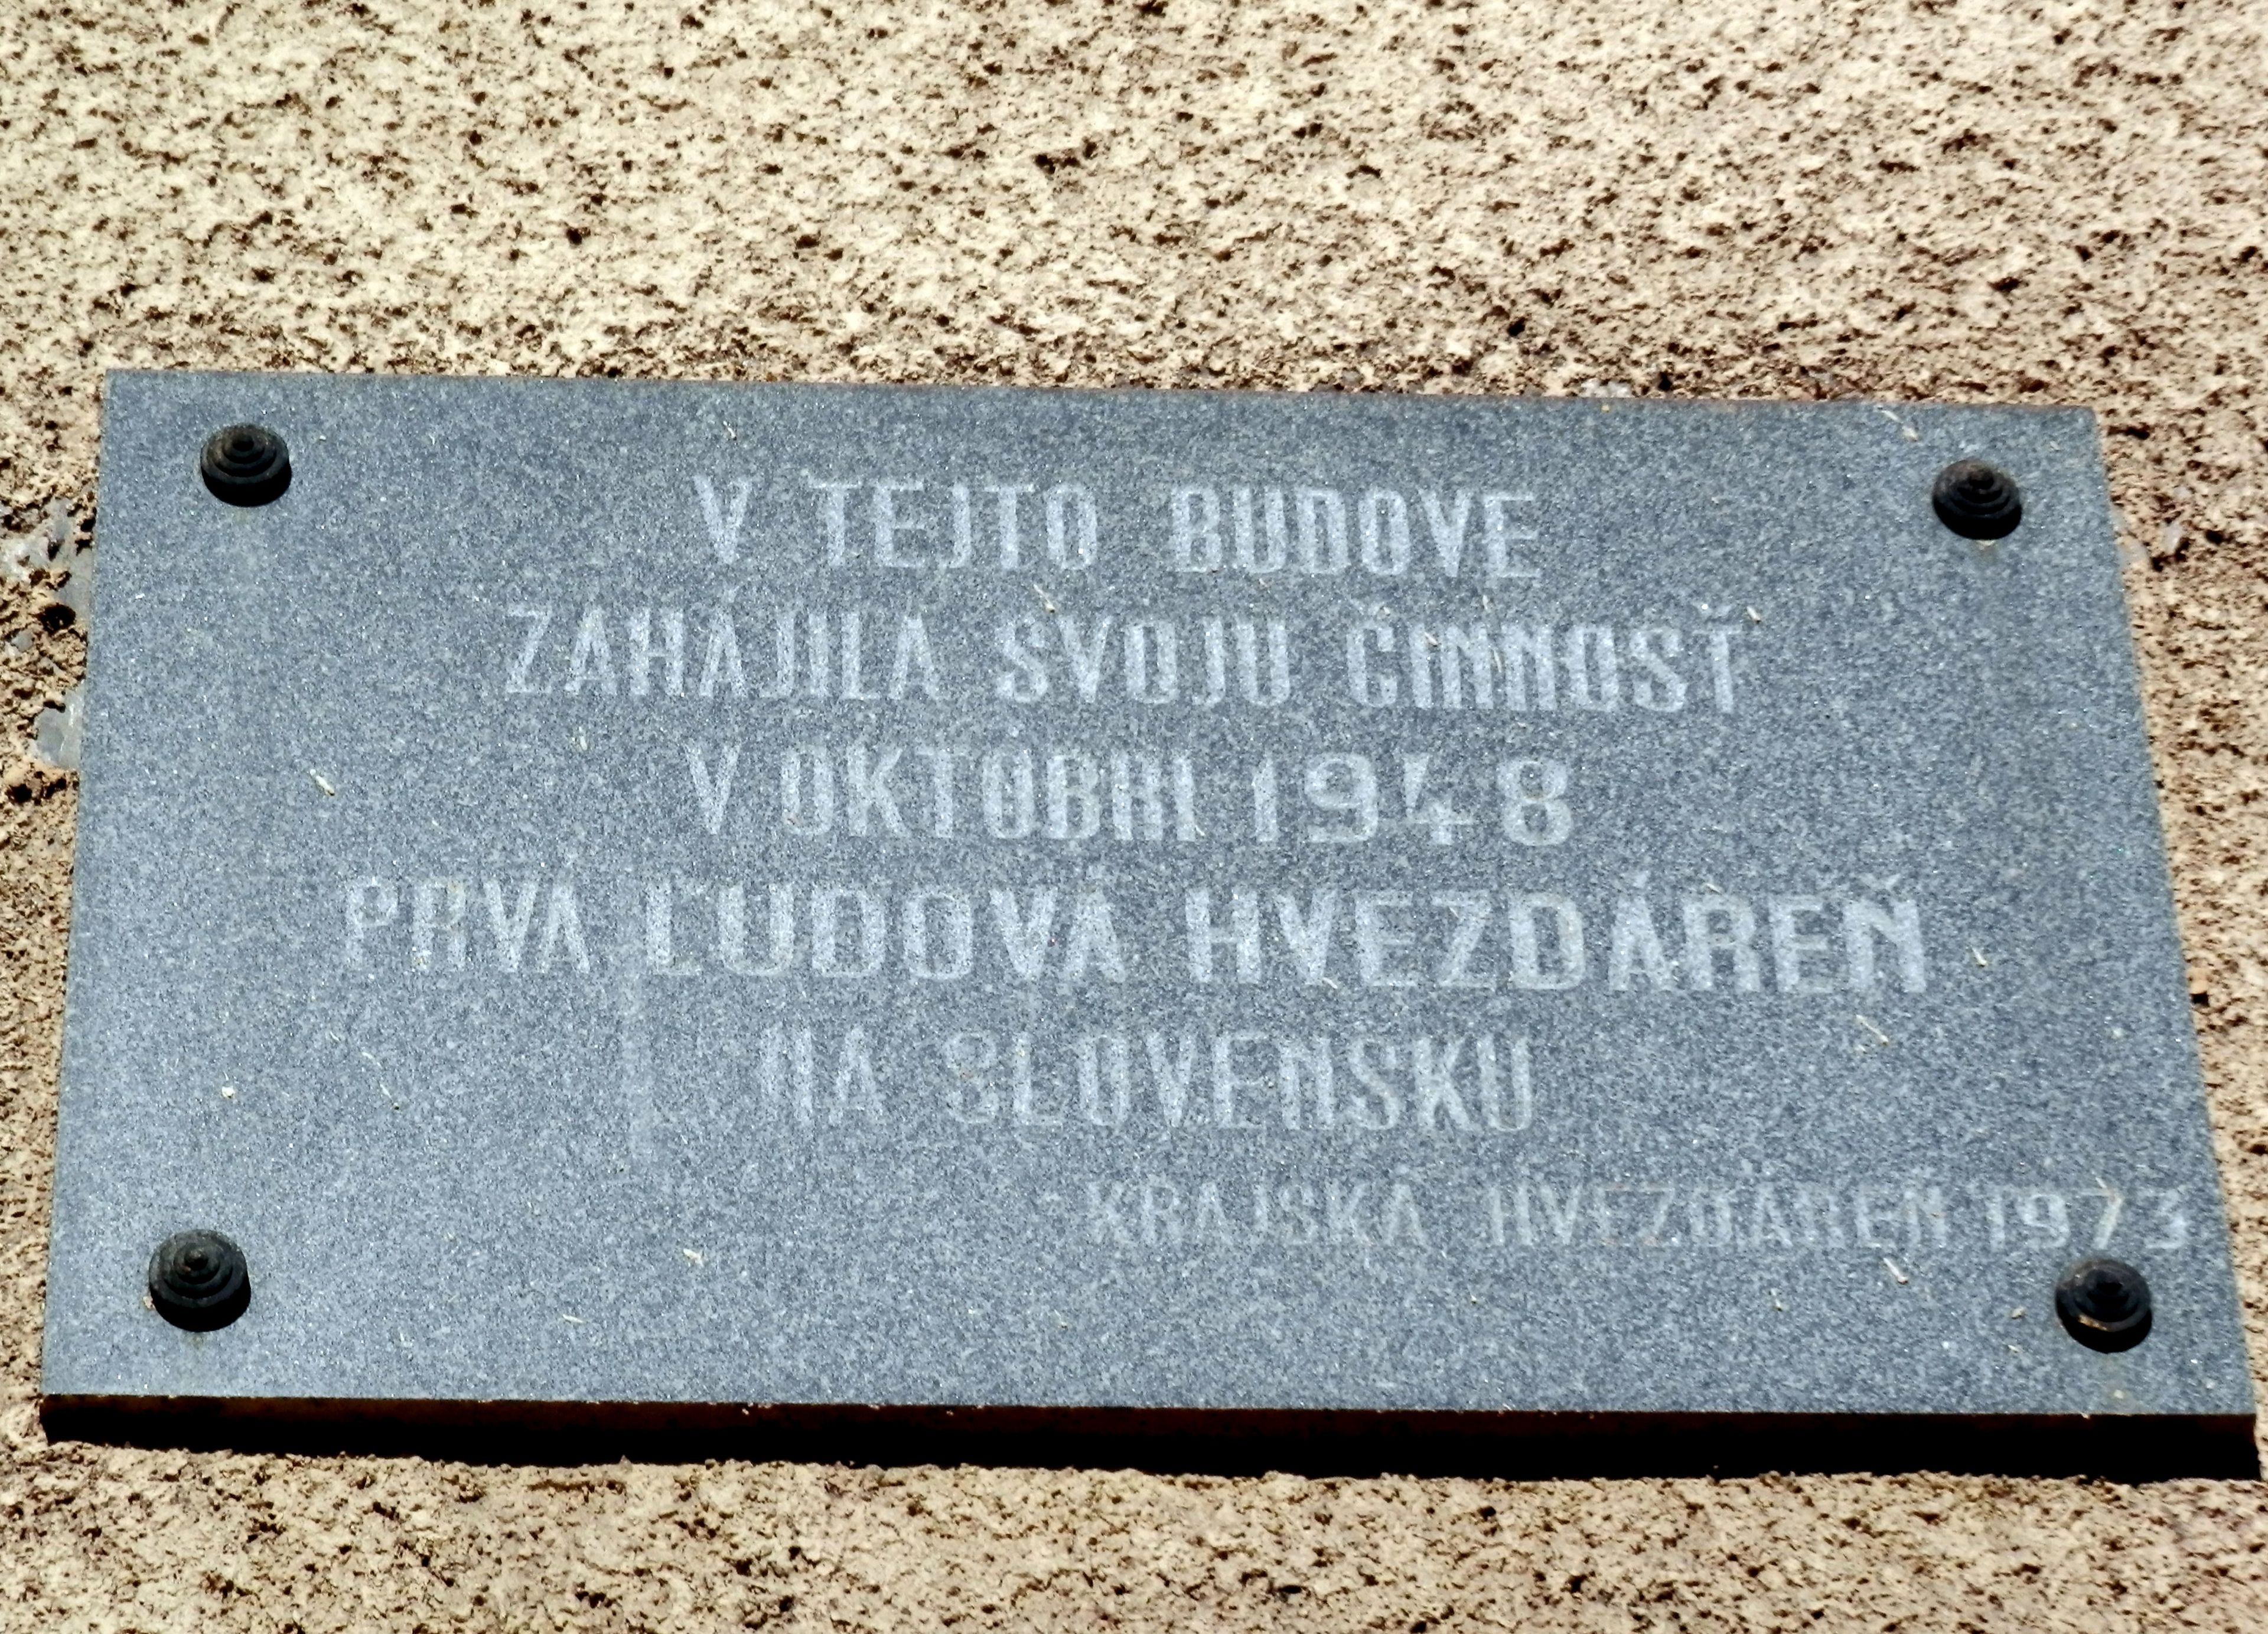 V TEJTO BUDOVE
ZAHÁJILA SVOJU ČINNOSŤ
V OKTÓBRI 1948
PRVÁ ĽUDOVÁ HVEZDÁREŇ
NA SLOVENSKU
KRAJSKÁ HVEZDÁREŇ 1973